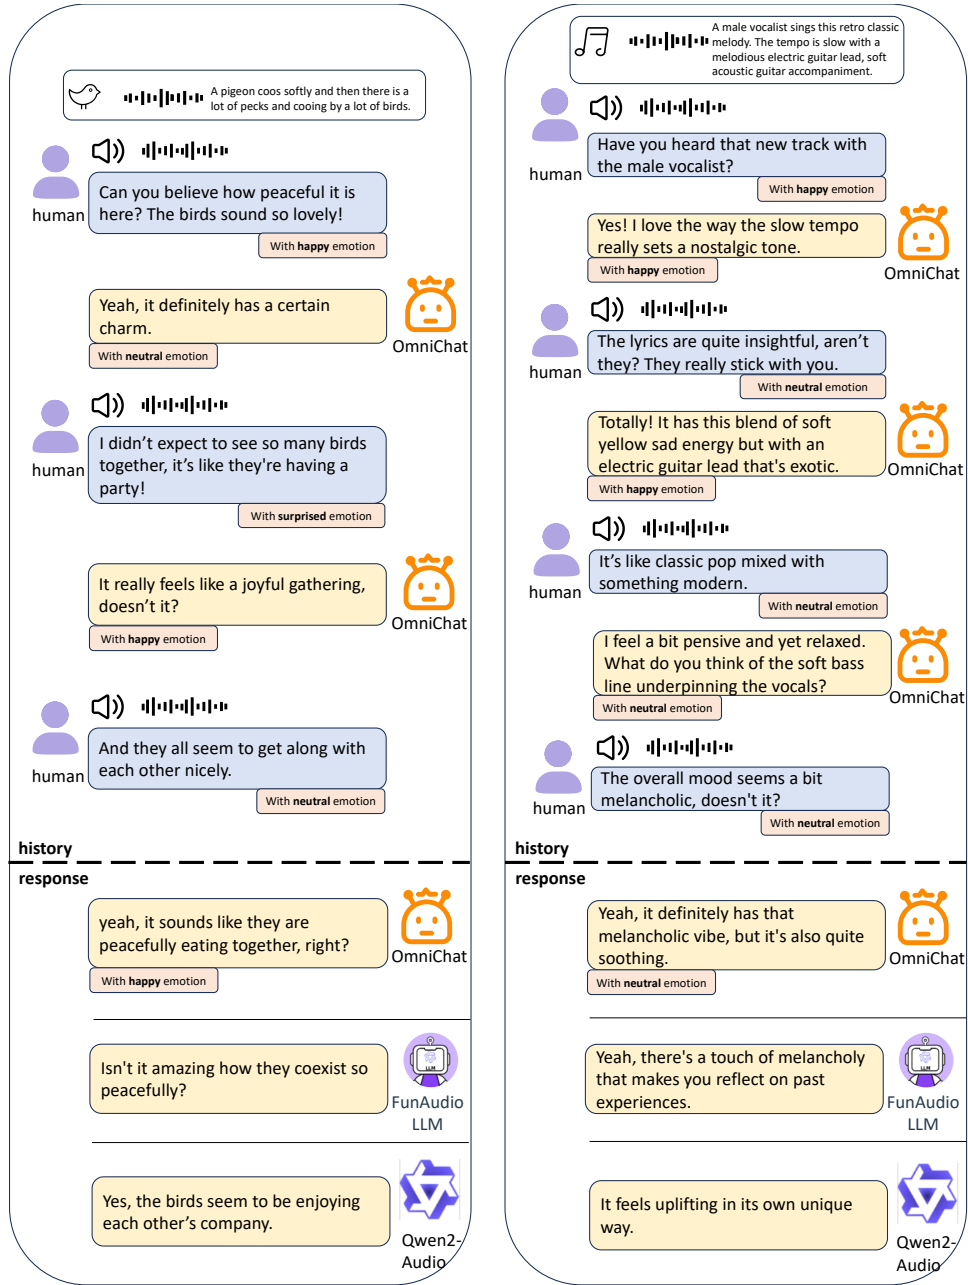 A pigeon coos softly and then there is a
lot of pecks and cooing by a lot of birds.
human
Can you believe how peaceful it is
here? The birds sound so lovely!
With happy emotion
Yeah, it definitely has a certain
charm.
With neutral emotion
OmniChat
human
I didn’t expect to see so many birds
together, it’s like they're having a
party!
With surprised emotion
It really feels like a joyful gathering,
doesn’t it?
With happy emotion
OmniChat
human
And they all seem to get along with
each other nicely.
With neutral emotion
history
response
yeah, it sounds like they are
peacefully eating together, right?
With happy emotion
OmniChat
Isn't it amazing how they coexist so
peacefully?
LLM
FunAudio
LLM
Yes, the birds seem to be enjoying
each other’s company.
Qwen2-
Audio
A male vocalist sings this retro classic
melody. The tempo is slow with a
melodious electric guitar lead, soft
acoustic guitar accompaniment.
human
Have you heard that new track with
the male vocalist?
With happy emotion
Yes! I love the way the slow tempo
really sets a nostalgic tone.
With happy emotion
OmniChat
human
The lyrics are quite insightful, aren’t
they? They really stick with you.
With neutral emotion
Totally! It has this blend of soft
yellow sad energy but with an
electric guitar lead that's exotic.
With happy emotion
OmniChat
human
It’s like classic pop mixed with
something modern.
With neutral emotion
I feel a bit pensive and yet relaxed.
What do you think of the soft bass
line underpinning the vocals?
With neutral emotion
OmniChat
human
The overall mood seems a bit
melancholic, doesn't it?
With neutral emotion
history
response
Yeah, it definitely has that
melancholic vibe, but it's also quite
soothing.
With neutral emotion
OmniChat
Yeah, there's a touch of melancholy
that makes you reflect on past
experiences.
LLM
FunAudio
LLM
It feels uplifting in its own unique
way.
Qwen2-
Audio